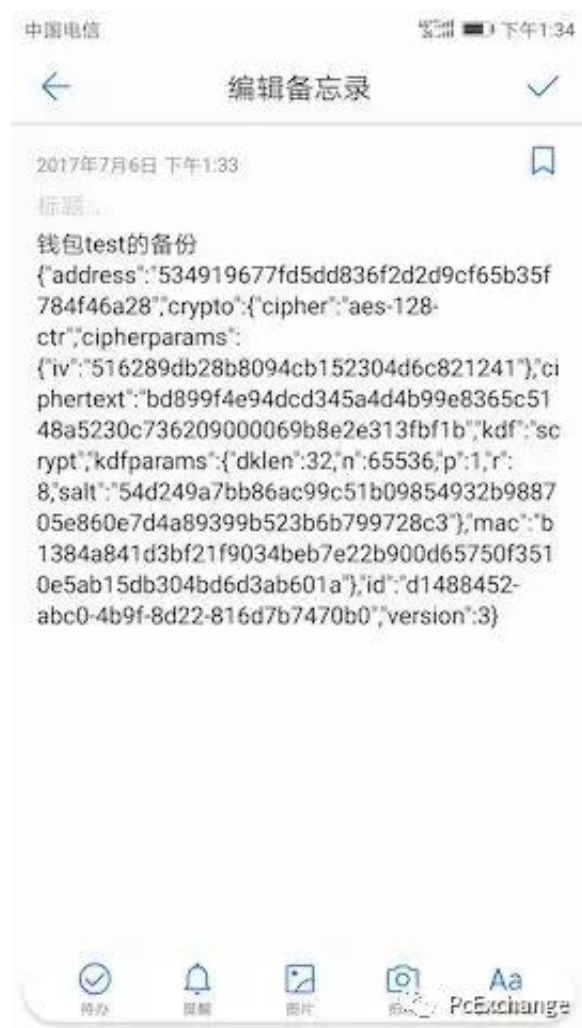 中国电信
下午1:34
编辑备忘录
2017年7月6日 下午1:33
标题...
钱包test的备份
{"address":"534919677fd5dd836f2d2d9cf65b35f
784f46a28","crypto":{"cipher":"aes-128-
ctr","cipherparams":
{"iv":"516289db28b8094cb152304d6c821241"},"ci
phertext":"bd899f4e94dcd345a4d4b99e8365c51
48a5230c736209000069b8e2e313fbf1b","kdf":"sc
rypt","kdfparams":{"dklen":32,"n":65536,"p":1,"r":
8,"salt":"54d249a7bb86ac99c51b09854932b9887
05e860e7d4a89399b523b6b799728c3"},"mac":"b
1384a841d3bf21f9034beb7e22b900d65750f351
0e5ab15db304bd6d3ab601a"},"id":"d1488452-
abc0-4b9f-8d22-816d7b7470b0","version":3}
待办
提醒
图片
Aa
PcExchange